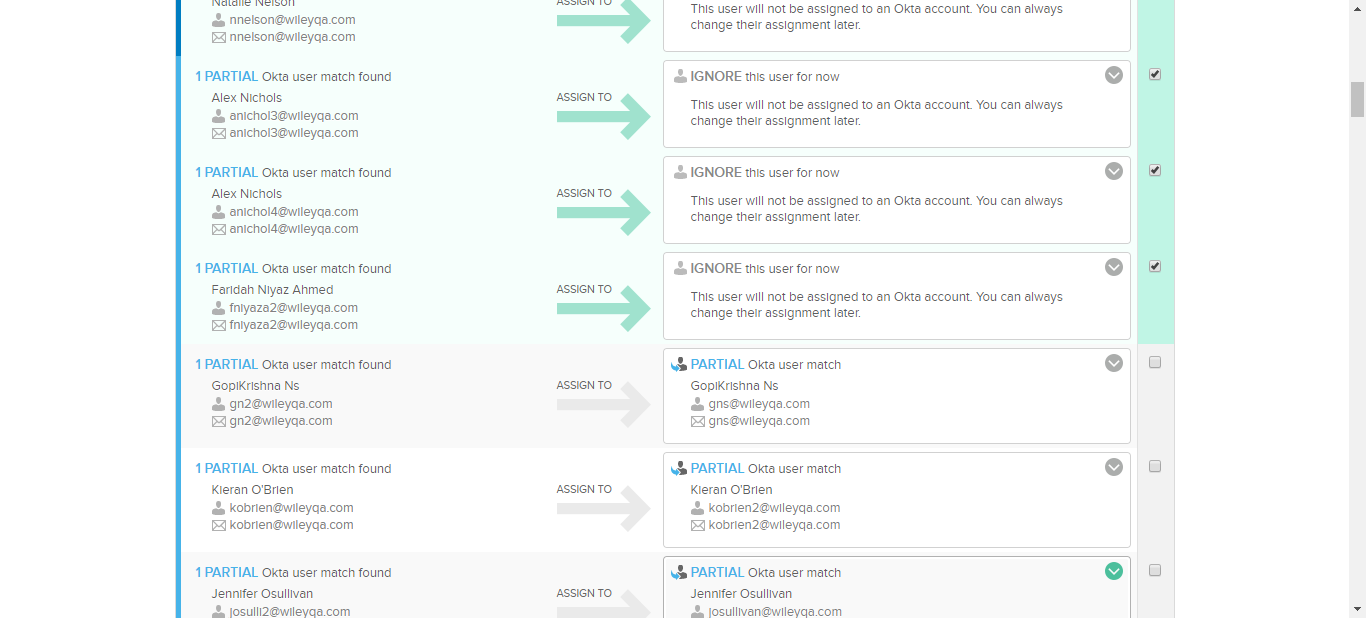 Natalie Nelson
nnelson@wileyqa.com
nnelson@wileyqa.com
ASSIGN TO
This user will not be assigned to an Okta account. You can always
change their assignment later.
1 PARTIAL Okta user match found
Alex Nichols
anichol3@wileyqa.com
anichol3@wileyqa.com
ASSIGN TO
IGNORE this user for now
This user will not be assigned to an Okta account. You can always
change their assignment later.
1 PARTIAL Okta user match found
Alex Nichols
anichol4@wileyqa.com
anichol4@wileyqa.com
ASSIGN TO
IGNORE this user for now
This user will not be assigned to an Okta account. You can always
change their assignment later.
1 PARTIAL Okta user match found
Faridah Niyaz Ahmed
fniyaza2@wileyqa.com
fniyaza2@wileyqa.com
ASSIGN TO
IGNORE this user for now
This user will not be assigned to an Okta account. You can always
change their assignment later.
1 PARTIAL Okta user match found
GopiKrishna Ns
gn2@wileyqa.com
gn2@wileyqa.com
ASSIGN TO
PARTIAL Okta user match
GopiKrishna Ns
gns@wileyqa.com
gns@wileyqa.com
1 PARTIAL Okta user match found
Kieran O'Brien
kobrien@wileyqa.com
kobrien@wileyqa.com
ASSIGN TO
PARTIAL Okta user match
Kieran O'Brien
kobrien2@wileyqa.com
kobrien2@wileyqa.com
1 PARTIAL Okta user match found
Jennifer Osullivan
josulli2@wileyqa.com
ASSIGN TO
PARTIAL Okta user match
Jennifer Osullivan
josullivan@wileyqa.com